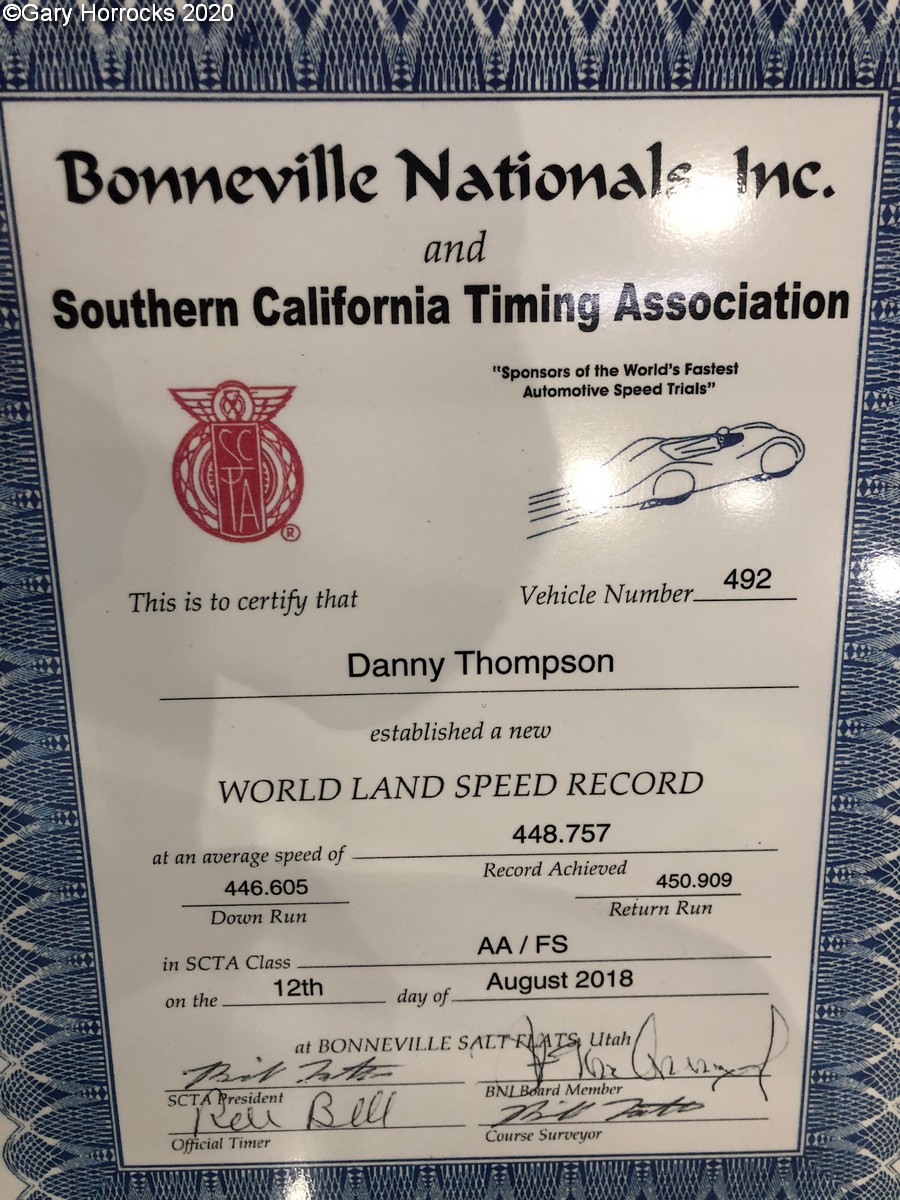 ©Gary Horrocks 2020
Bonneville Nationals, Inc.
and
Southern California Timing Association
"Sponsors of the World's Fastest
Automotive Speed Trials"
SC
TA
®
This is to certify that
Vehicle Number 492
Danny Thompson
established a new
WORLD LAND SPEED RECORD
at an average speed of 448.757
Record Achieved
446.605
Down Run
450.909
Return Run
in SCTA Class AA / FS
on the 12th day of August 2018
at BONNEVILLE SALT FLATS, Utah
SCTA President
BNI Board Member
Bell
Official Timer
Course Surveyor